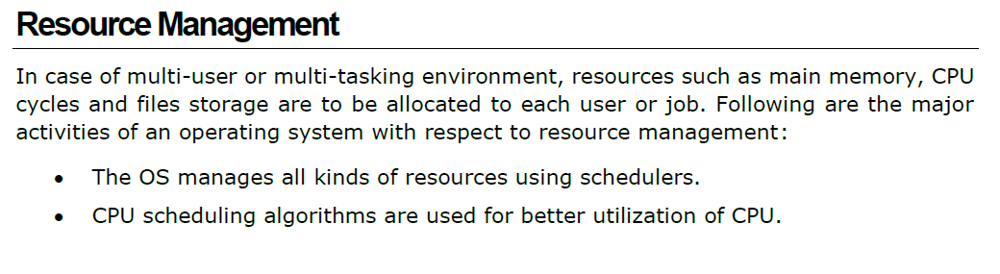 Resource Management
In case of multi-user or multi-tasking environment, resources such as main memory, CPU
cycles and files storage are to be allocated to each user or job. Following are the major
activities of an operating system with respect to resource management:
• The OS manages all kinds of resources using schedulers.
• CPU scheduling algorithms are used for better utilization of CPU.